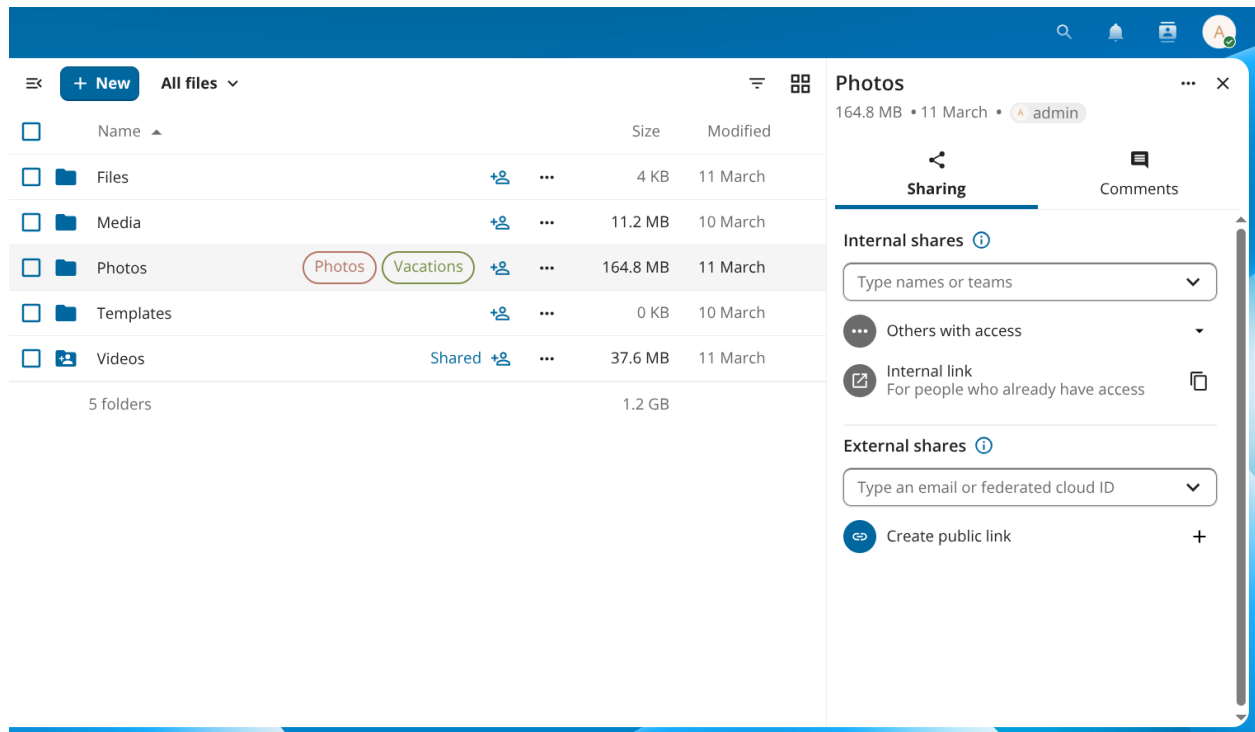 A
+ New All files
Name Size Modified
Files 4 KB 11 March
Media 11.2 MB 10 March
Photos Photos Vacations 164.8 MB 11 March
Templates 0 KB 10 March
Videos Shared 37.6 MB 11 March
5 folders 1.2 GB
Photos
164.8 MB • 11 March • A admin
Sharing Comments
Internal shares
Type names or teams
Others with access
Internal link
For people who already have access
External shares
Type an email or federated cloud ID
Create public link